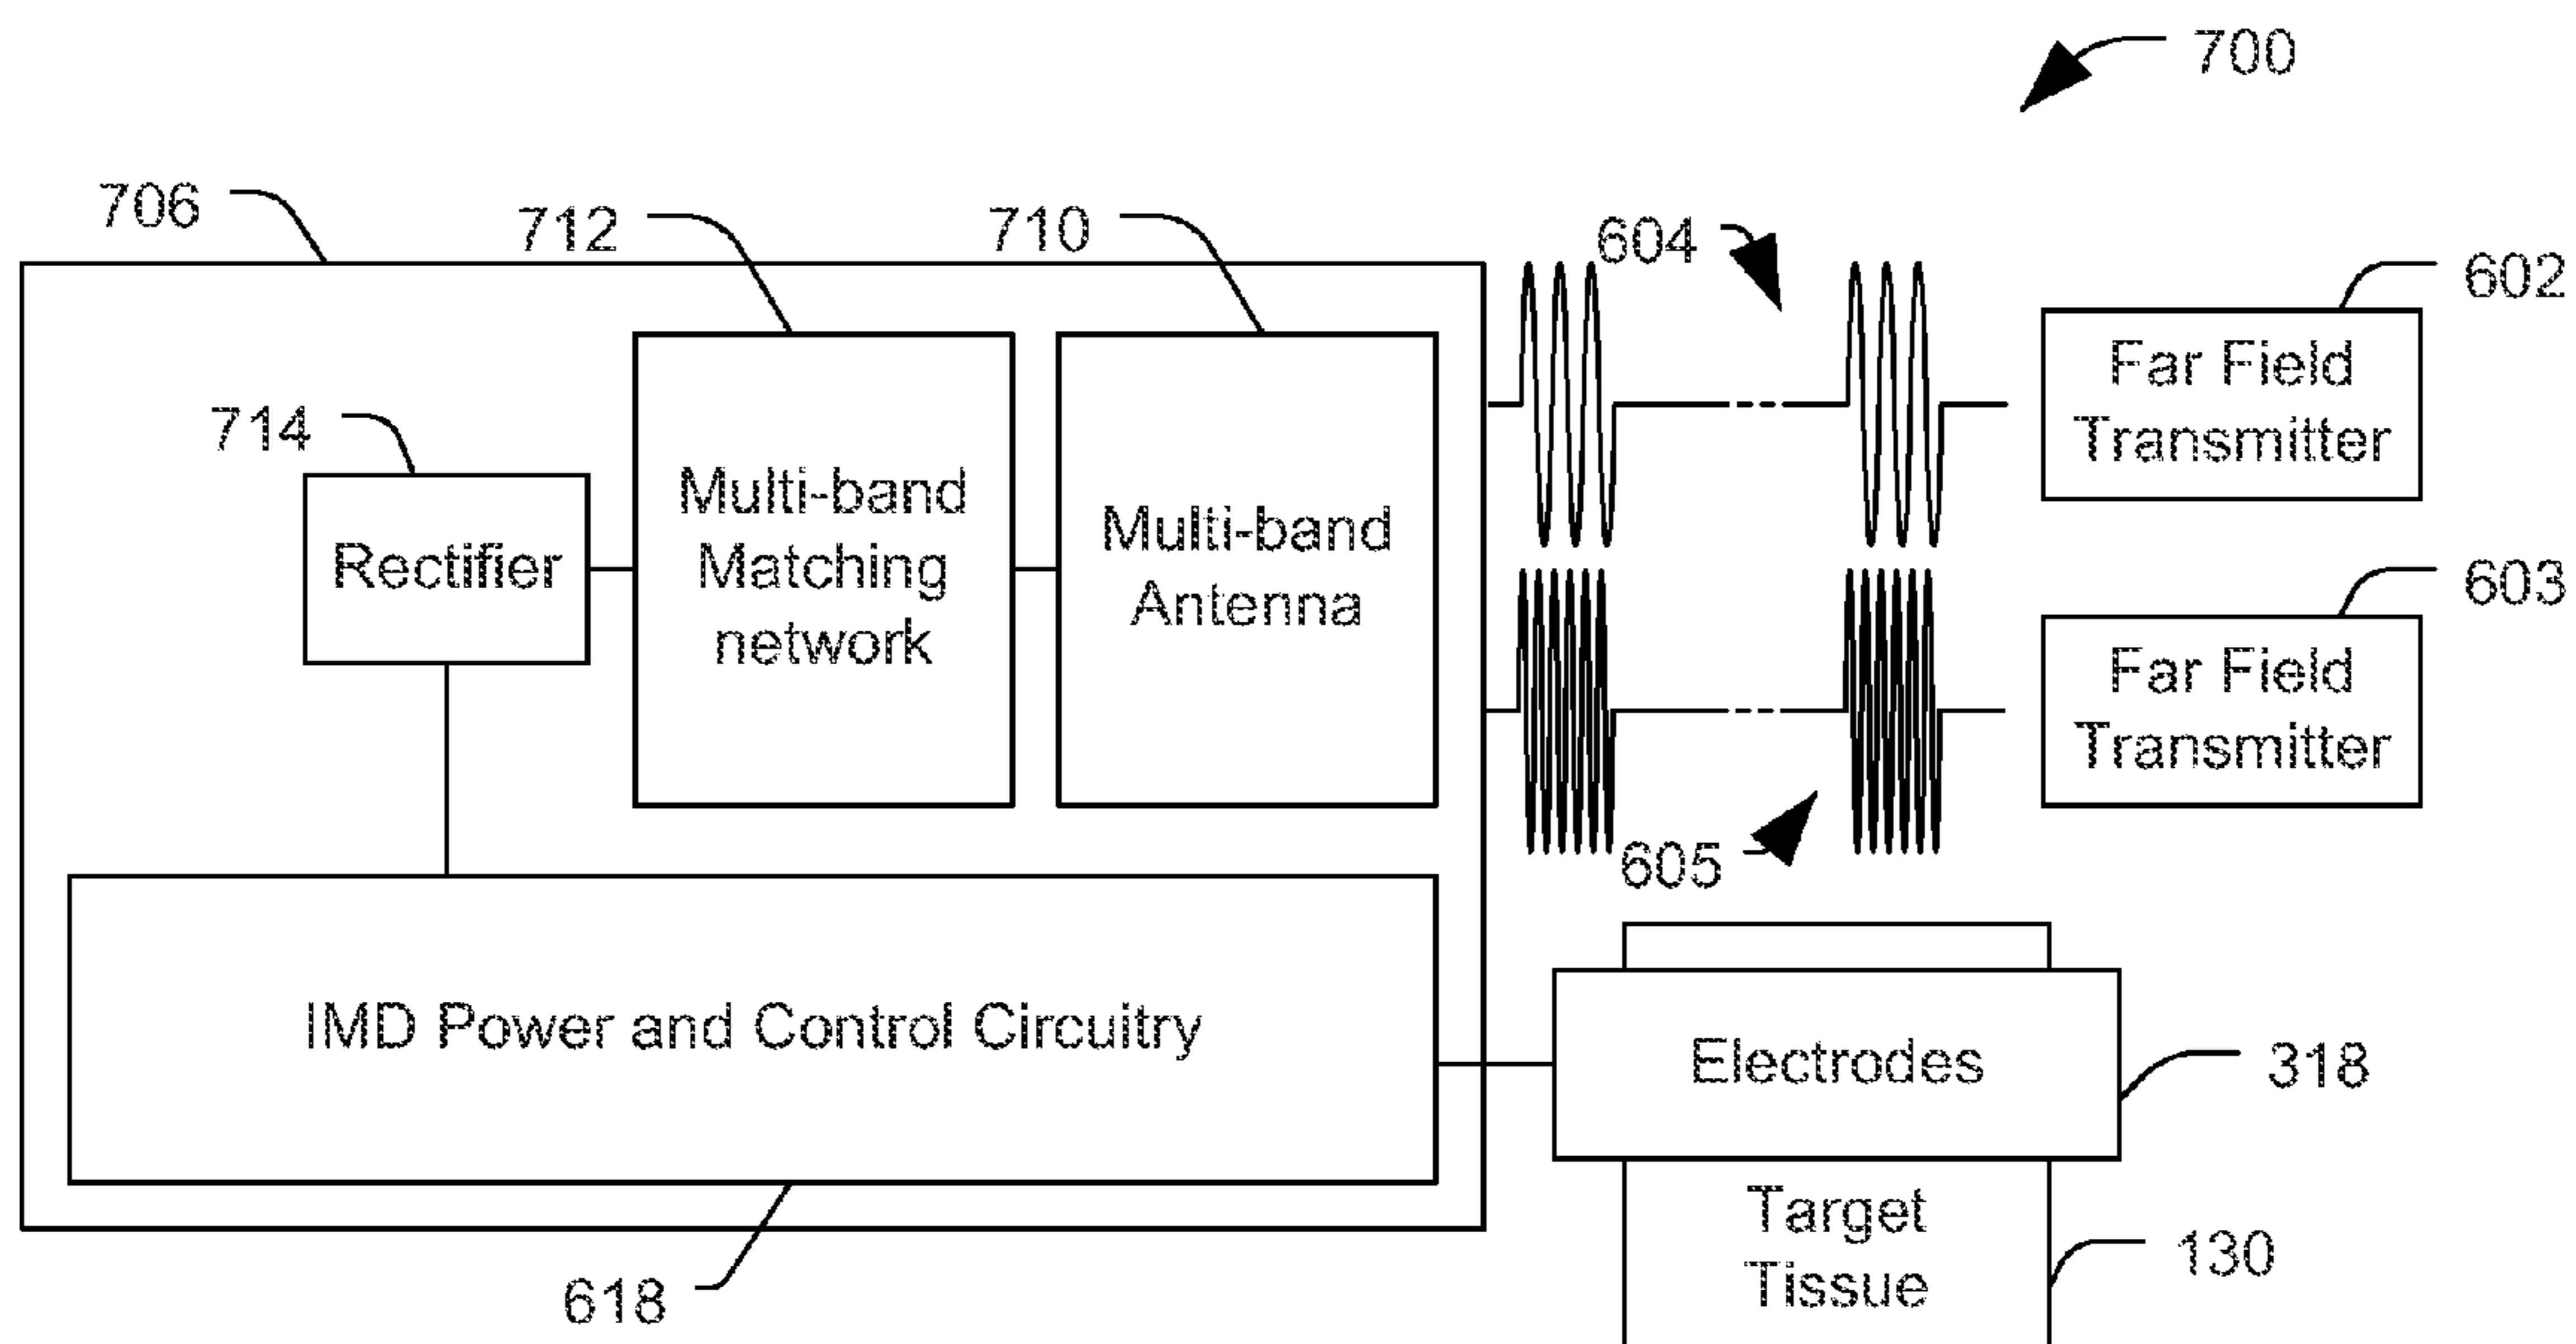 700
706
712
710
604
602
Far Field
Transmitter
714
Rectifier
Multi-band
Matching
network
Multi-band
Antenna
603
Far Field
Transmitter
605
IMD Power and Control Circuitry
Electrodes
318
Target
Tissue
130
618